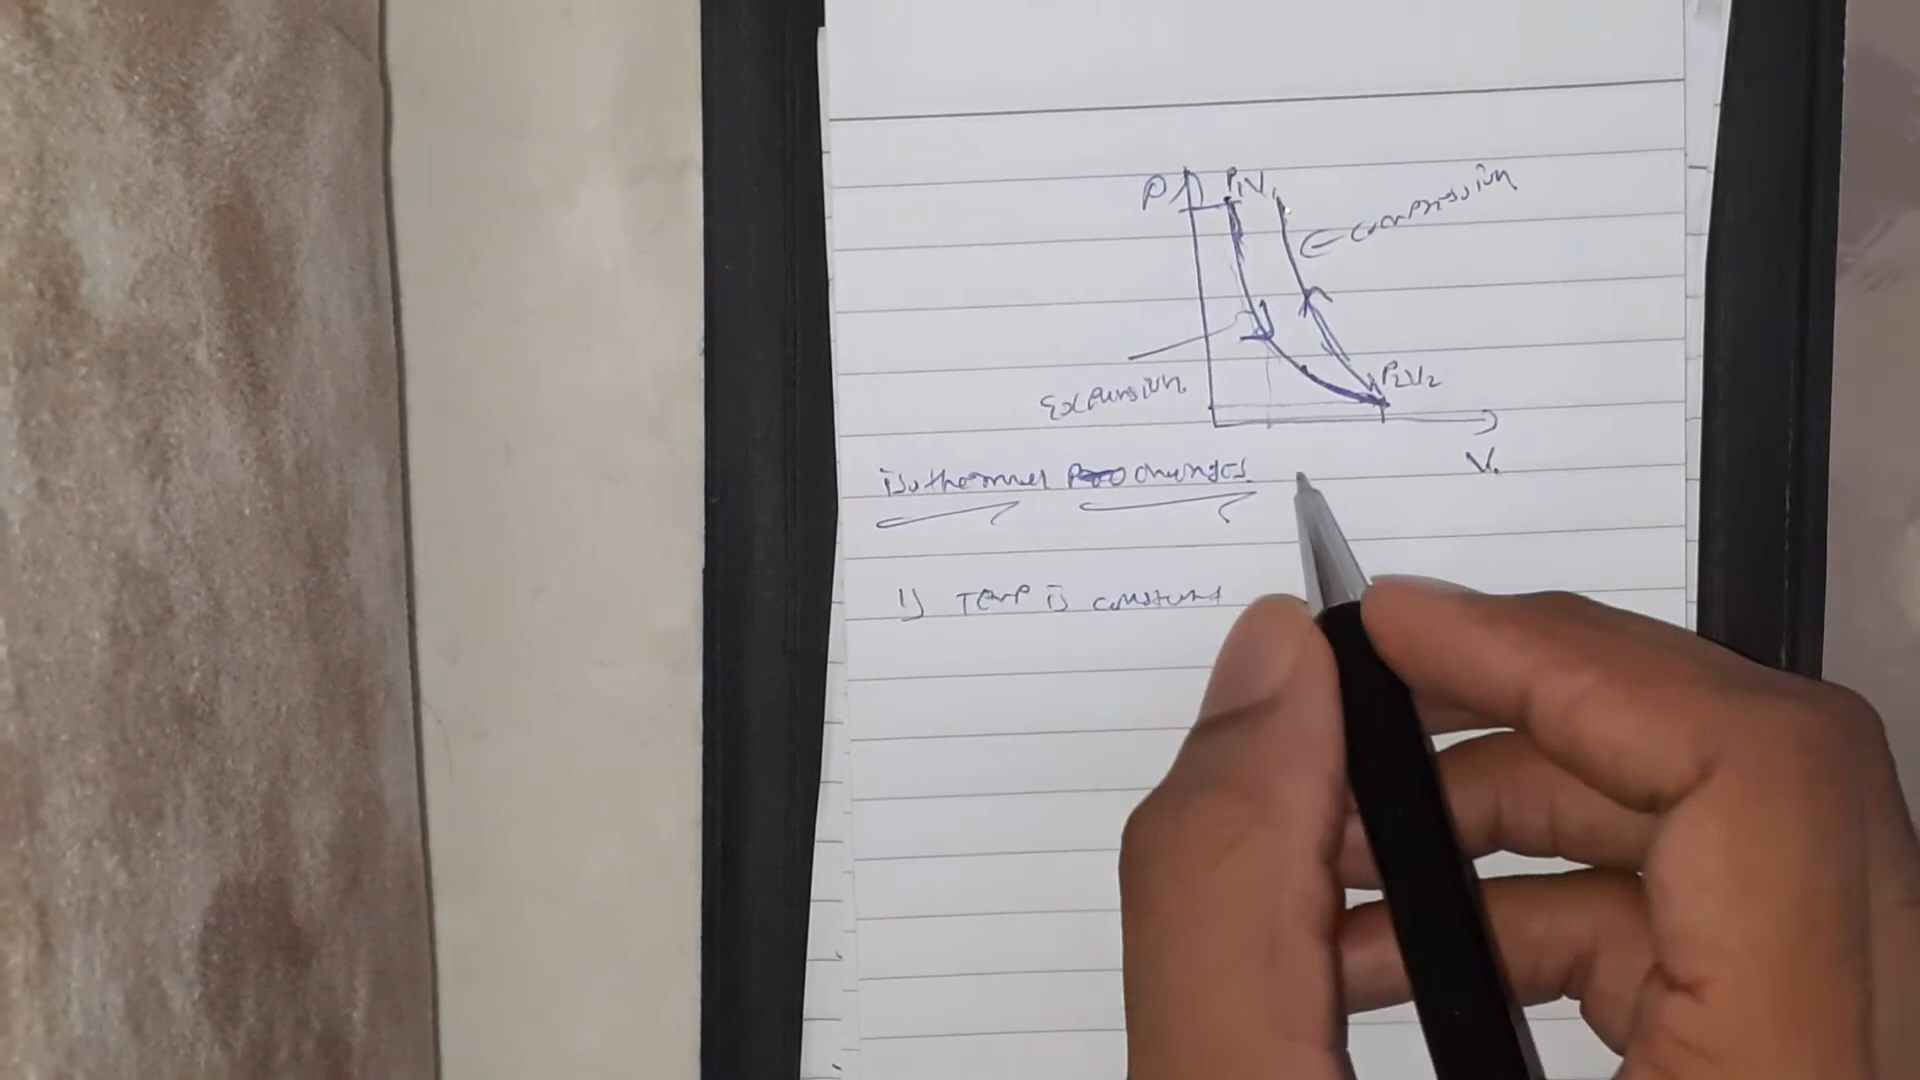 P P₁V₁
compression
P₂V₂
Expansion.
V.
isothermal changes.
1) Temp is constant